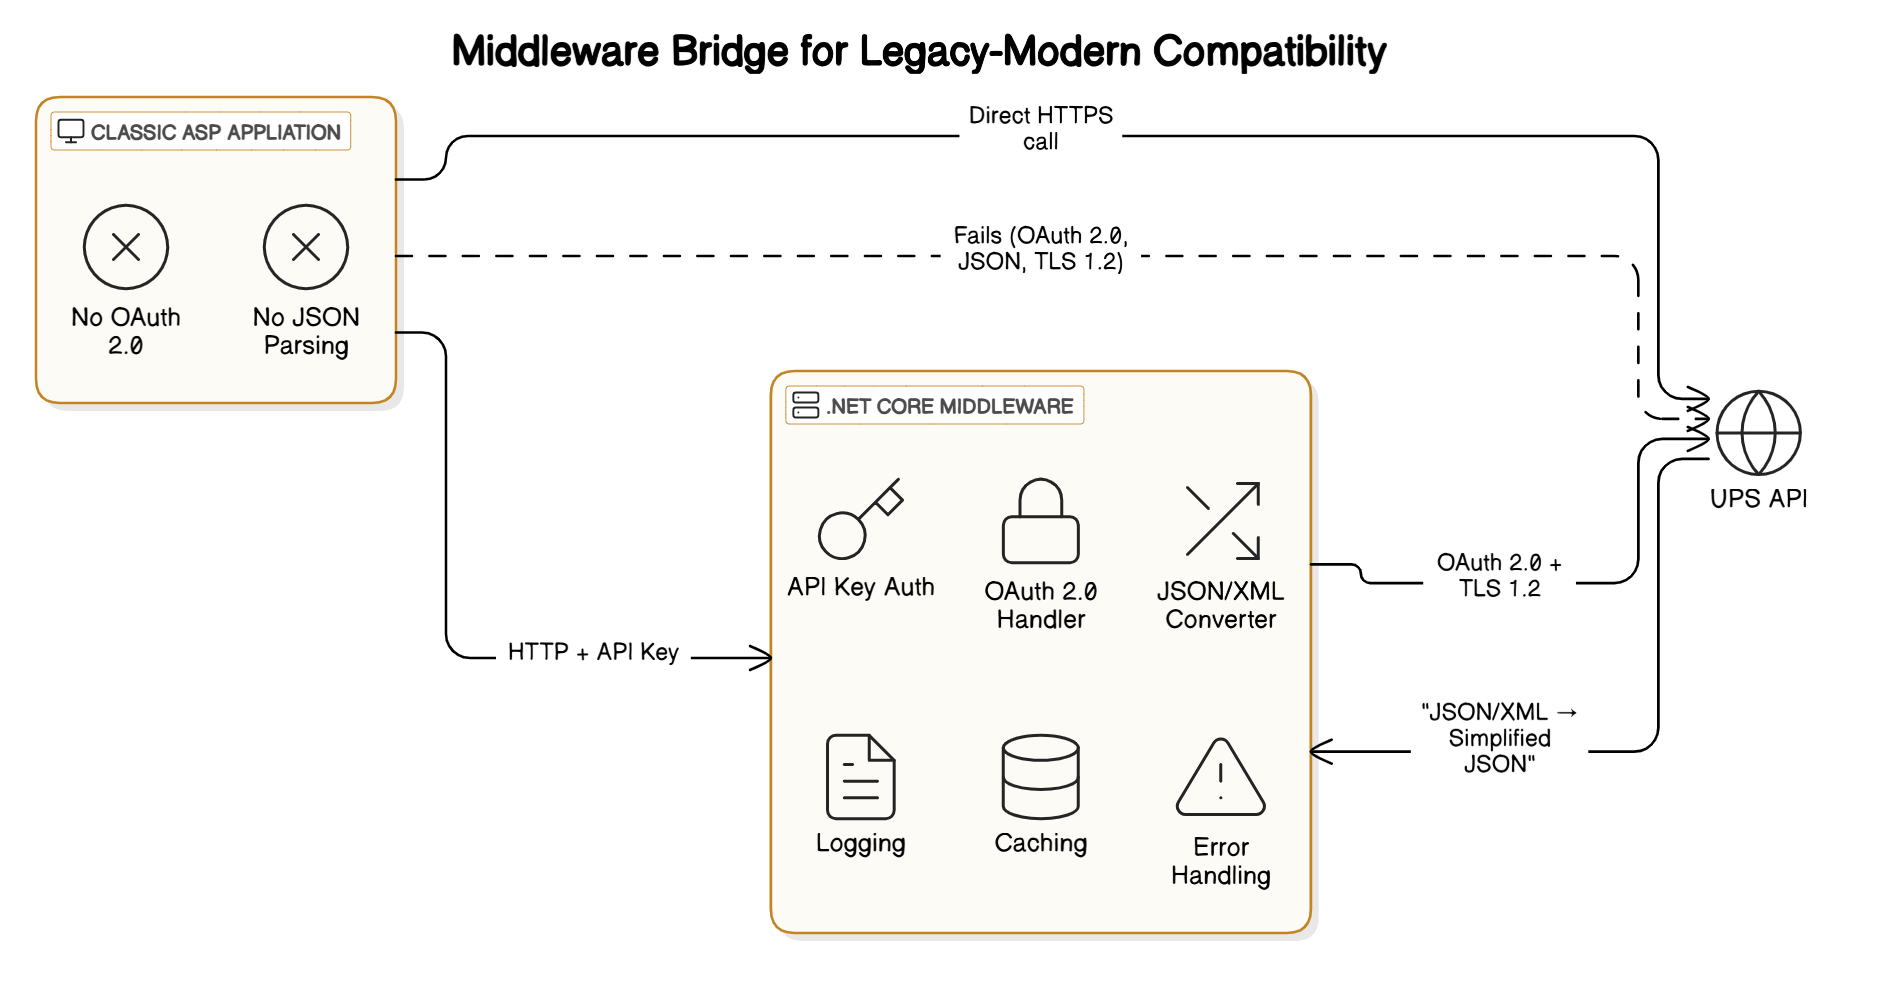 Middleware Bridge for Legacy-Modern Compatibility
CLASSIC ASP APPLIATION
No OAuth
2.0
No JSON
Parsing
Direct HTTPS
call
Fails (OAuth 2.0,
JSON, TLS 1.2)
HTTP + API Key
.NET CORE MIDDLEWARE
API Key Auth
OAuth 2.0
Handler
JSON/XML
Converter
Logging
Caching
Error
Handling
OAuth 2.0 +
TLS 1.2
"JSON/XML →
Simplified
JSON"
UPS API